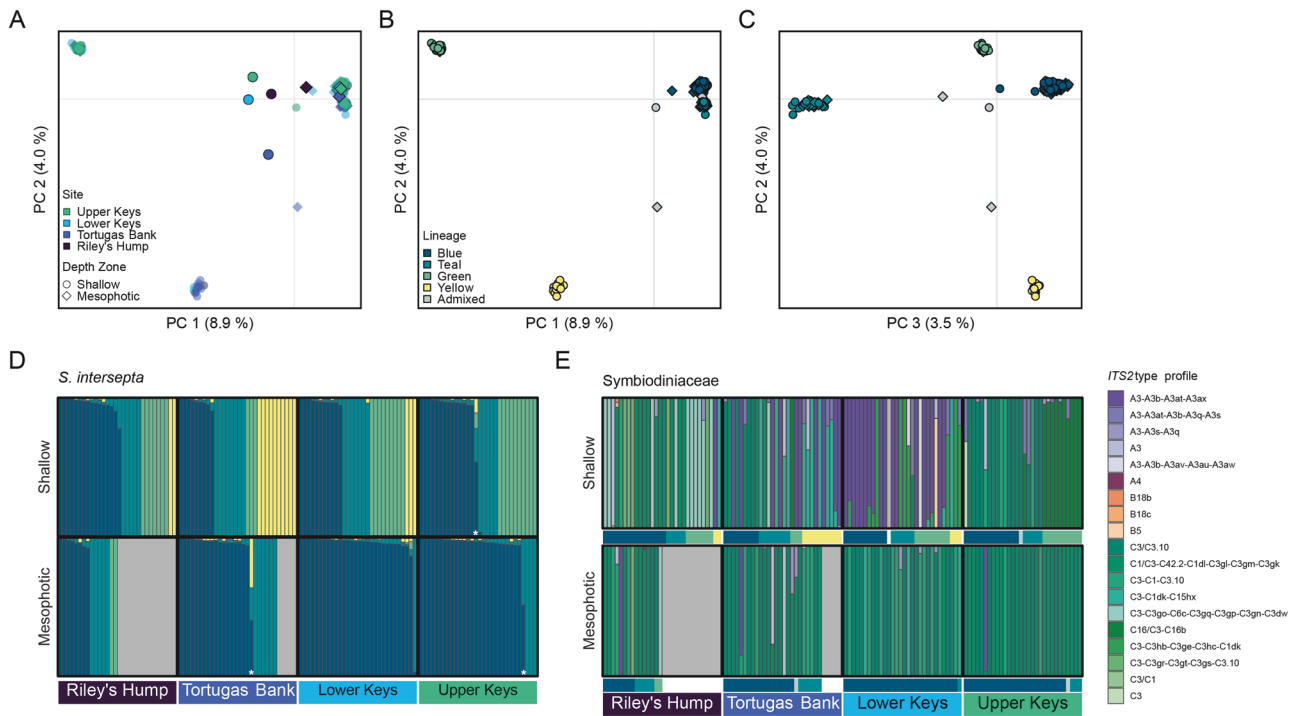 A
B
C
PC 2 (4.0 %)
PC 2 (4.0 %)
PC 2 (4.0 %)
Site
Upper Keys
Lower Keys
Tortugas Bank
Riley's Hump
Depth Zone
Shallow
Mesophotic
Lineage
Blue
Teal
Green
Yellow
Admixed
PC 1 (8.9 %)
PC 1 (8.9 %)
PC 3 (3.5 %)
D
S. intersepta
Shallow
*
Mesophotic
* *
Riley's Hump Tortugas Bank Lower Keys Upper Keys
E
Symbiodiniaceae
Shallow
Mesophotic
Riley's Hump Tortugas Bank Lower Keys Upper Keys
ITS2 type profile
A3-A3b-A3at-A3ax
A3-A3at-A3b-A3q-A3s
A3-A3s-A3q
A3
A3-A3b-A3av-A3au-A3aw
A4
B18b
B18c
B5
C3/C3.10
C1/C3-C42.2-C1dl-C3gl-C3gm-C3gk
C3-C1-C3.10
C3-C1dk-C15hx
C3-C3go-C6c-C3gq-C3gp-C3gn-C3dw
C16/C3-C16b
C3-C3hb-C3ge-C3hc-C1dk
C3-C3gr-C3gt-C3gs-C3.10
C3/C1
C3